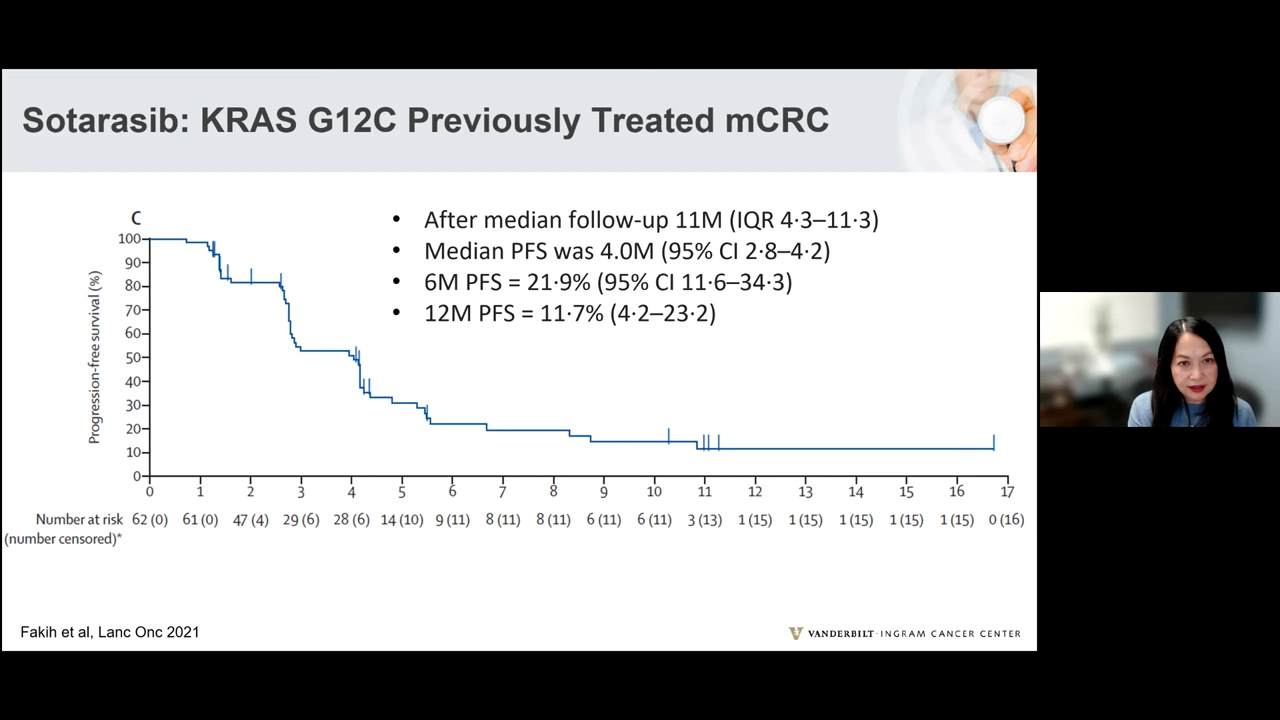 Sotarasib: KRAS G12C Previously Treated mCRC
C
• After median follow-up 11M (IQR 4·3–11·3)
• Median PFS was 4.0M (95% CI 2·8–4·2)
• 6M PFS = 21·9% (95% CI 11·6–34·3)
• 12M PFS = 11·7% (4·2–23·2)
Progression-free survival (%)
100
90
80
70
60
50
40
30
20
10
0
0 1 2 3 4 5 6 7 8 9 10 11 12 13 14 15 16 17
Number at risk 62 (0) 61 (0) 47 (4) 29 (6) 28 (6) 14 (10) 9 (11) 8 (11) 8 (11) 6 (11) 6 (11) 3 (13) 1 (15) 1 (15) 1 (15) 1 (15) 1 (15) 0 (16)
(number censored)*
Fakih et al, Lanc Onc 2021
VANDERBILT·INGRAM CANCER CENTER